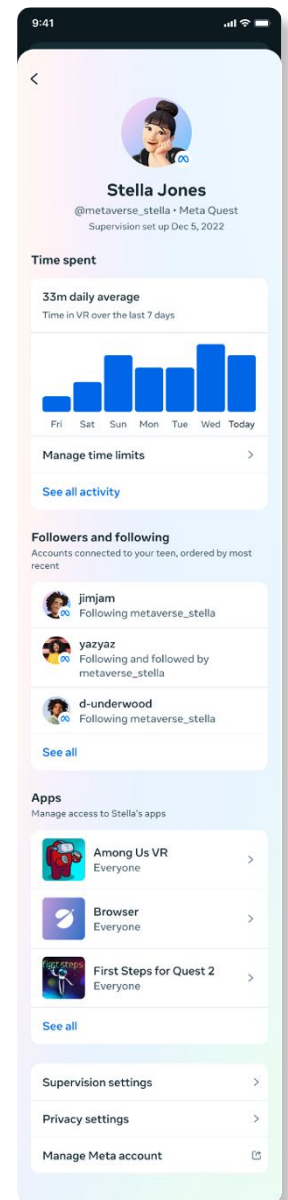 9:41
Stella Jones
@metaverse_stella • Meta Quest
Supervision set up Dec 5, 2022
Time spent
33m daily average
Time in VR over the last 7 days
Fri Sat Sun Mon Tue Wed Today
Manage time limits
See all activity
Followers and following
Accounts connected to your teen, ordered by most
recent
jimjam
Following metaverse_stella
yazyaz
Following and followed by
metaverse_stella
d-underwood
Following metaverse_stella
See all
Apps
Manage access to Stella's apps
Among Us VR
Everyone
Browser
Everyone
first steps
First Steps for Quest 2
Everyone
See all
Supervision settings
Privacy settings
Manage Meta account